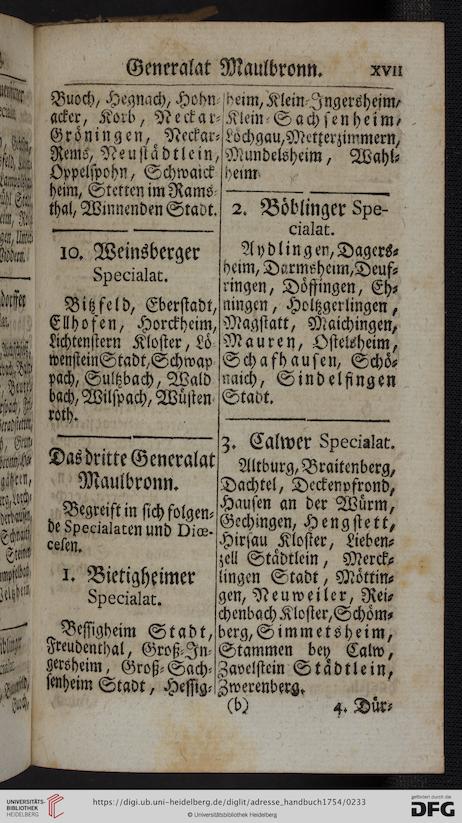 Generalat Maulbronn. XVII
Buoch, Hegnach, Hohn-
acker, Korb, Neckar-
Gröningen, Neckar-
Rems, Neustädtlein,
Oppelspohn, Schwaick
heim, Stetten im Rams
thal, Winnenden Stadt.
10. Weinsberger
Specialat.
Bitzfeld, Eberstadt,
Ellhofen, Horckheim,
Lichtenstern Kloster, Lö
wenstein Stadt, Schwap
pach, Sultzbach, Wald
bach, Wilspach, Wüsten
roth.
Das dritte Generalat
Maulbronn.
Begreift in sich folgen-
de Specialaten und Diœ-
cesen.
1. Bietigheimer
Specialat.
Bessigheim Stadt,
Freudenthal, Groß-In-
gersheim, Groß-Sach-
senheim Stadt, Hessig-
heim, Klein-Ingersheim,
Klein-Sachsenheim,
Löchgau, Metterzimmern,
Mundelsheim, Wahl-
heim
2. Böblinger Spe-
cialat.
Aydlingen, Dagers-
heim, Darmsheim, Deuf-
ringen, Döffingen, Eh-
ningen, Holtzgerlingen,
Magstatt, Maichingen,
Mauren, Ostelsheim,
Schafhausen, Schö-
naich, Sindelfingen
Stadt.
3. Calwer Specialat.
Altburg, Braitenberg,
Dachtel, Deckenpfrond,
Hausen an der Würm,
Gechingen, Hengstett,
Hirsau Kloster, Lieben-
zell Städtlein, Merck-
lingen Stadt, Möttin-
gen, Neuweiler, Rei-
chenbach Kloster, Schöm-
berg, Simmetsheim,
Stammen bey Calw,
Zavelstein Städtlein,
Zwerenberg.
(b) 4. Dür-
UNIVERSITÄTS-
BIBLIOTHEK
HEIDELBERG
https://digi.ub.uni-heidelberg.de/diglit/adresse_handbuch1754/0233
© Universitätsbibliothek Heidelberg
gefördert durch die
DFG